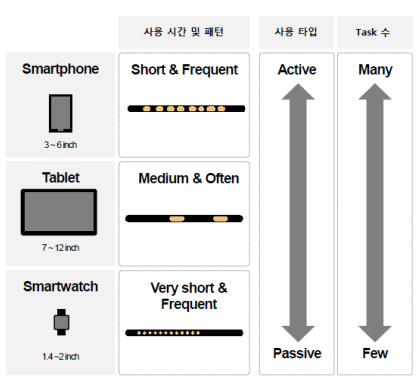 사용 시간 및 패턴
사용 타입
Task 수
Smartphone
3 ~ 6 inch
Short & Frequent
Active
Many
Tablet
7 ~ 12 inch
Medium & Often
Smartwatch
1.4 ~ 2 inch
Very short &
Frequent
Passive
Few